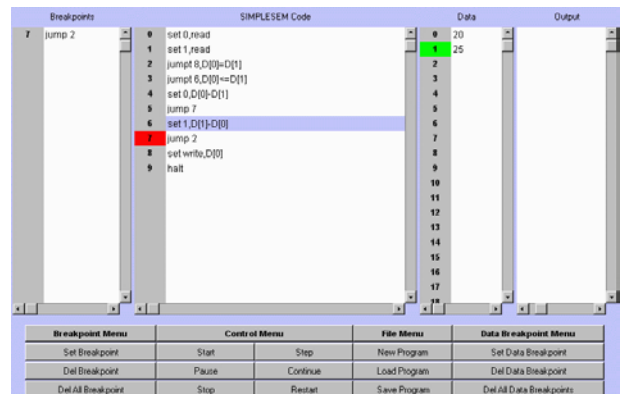 Breakpoints SIMPLESEM Code Data Output
7 jump 2 0 set 0,read 0 20
1 set 1,read 1 25
2 jumpt 8,D[0]=D[1] 2
3 jumpt 6,D[0]<=D[1] 3
4 set 0,D[0]-D[1] 4
5 jump 7 5
6 set 1,D[1]-D[0] 6
7 jump 2 7
8 set write,D[0] 8
9 halt 9
10
11
12
13
14
15
16
17
18
Breakpoint Menu Control Menu File Menu Data Breakpoint Menu
Set Breakpoint Start Step New Program Set Data Breakpoint
Del Breakpoint Pause Continue Load Program Del Data Breakpoint
Del All Breakpoint Stop Restart Save Program Del All Data Breakpoints